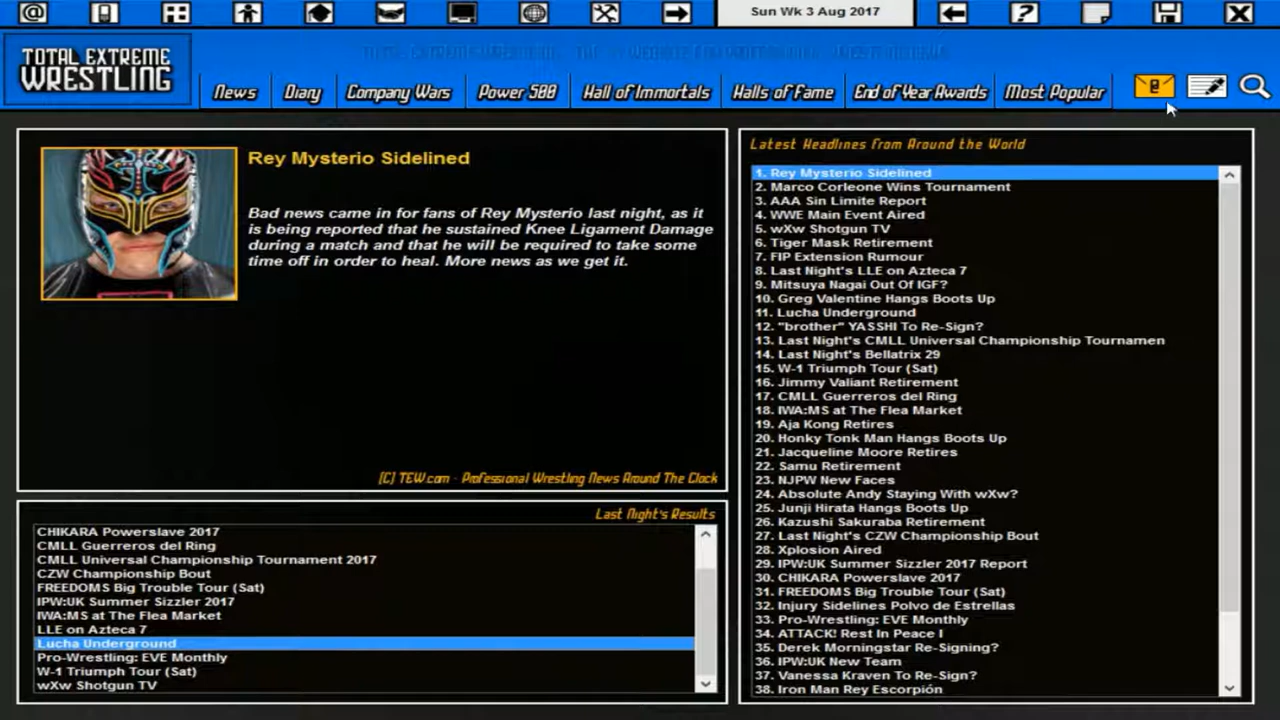 Sun Wk 3 Aug 2017
TOTAL EXTREME
WRESTLING
News
Diary
Company Wars
Power 500
Hall of Immortals
Halls of Fame
End of Year Awards
Most Popular
Rey Mysterio Sidelined
Bad news came in for fans of Rey Mysterio last night, as it
is being reported that he sustained Knee Ligament Damage
during a match and that he will be required to take some
time off in order to heal. More news as we get it.
(C) TEW.com - Professional Wrestling News Around The Clock
Last Night's Results
CHIKARA Powerslave 2017
CMLL Guerreros del Ring
CMLL Universal Championship Tournament 2017
CZW Championship Bout
FREEDOMS Big Trouble Tour (Sat)
IPW:UK Summer Sizzler 2017
IWA:MS at The Flea Market
LLE on Azteca 7
Lucha Underground
Pro-Wrestling: EVE Monthly
W-1 Triumph Tour (Sat)
wXw Shotgun TV
Latest Headlines From Around the World
1. Rey Mysterio Sidelined
2. Marco Corleone Wins Tournament
3. AAA Sin Limite Report
4. WWE Main Event Aired
5. wXw Shotgun TV
6. Tiger Mask Retirement
7. FIP Extension Rumour
8. Last Night's LLE on Azteca 7
9. Mitsuya Nagai Out Of IGF?
10. Greg Valentine Hangs Boots Up
11. Lucha Underground
12. "brother" YASSHI To Re-Sign?
13. Last Night's CMLL Universal Championship Tournamen
14. Last Night's Bellatrix 29
15. W-1 Triumph Tour (Sat)
16. Jimmy Valiant Retirement
17. CMLL Guerreros del Ring
18. IWA:MS at The Flea Market
19. Aja Kong Retires
20. Honky Tonk Man Hangs Boots Up
21. Jacqueline Moore Retires
22. Samu Retirement
23. NJPW New Faces
24. Absolute Andy Staying With wXw?
25. Junji Hirata Hangs Boots Up
26. Kazushi Sakuraba Retirement
27. Last Night's CZW Championship Bout
28. Xplosion Aired
29. IPW:UK Summer Sizzler 2017 Report
30. CHIKARA Powerslave 2017
31. FREEDOMS Big Trouble Tour (Sat)
32. Injury Sidelines Polvo de Estrellas
33. Pro-Wrestling: EVE Monthly
34. ATTACK! Rest In Peace I
35. Derek Morningstar Re-Signing?
36. IPW:UK New Team
37. Vanessa Kraven To Re-Sign?
38. Iron Man Rey Escorpión